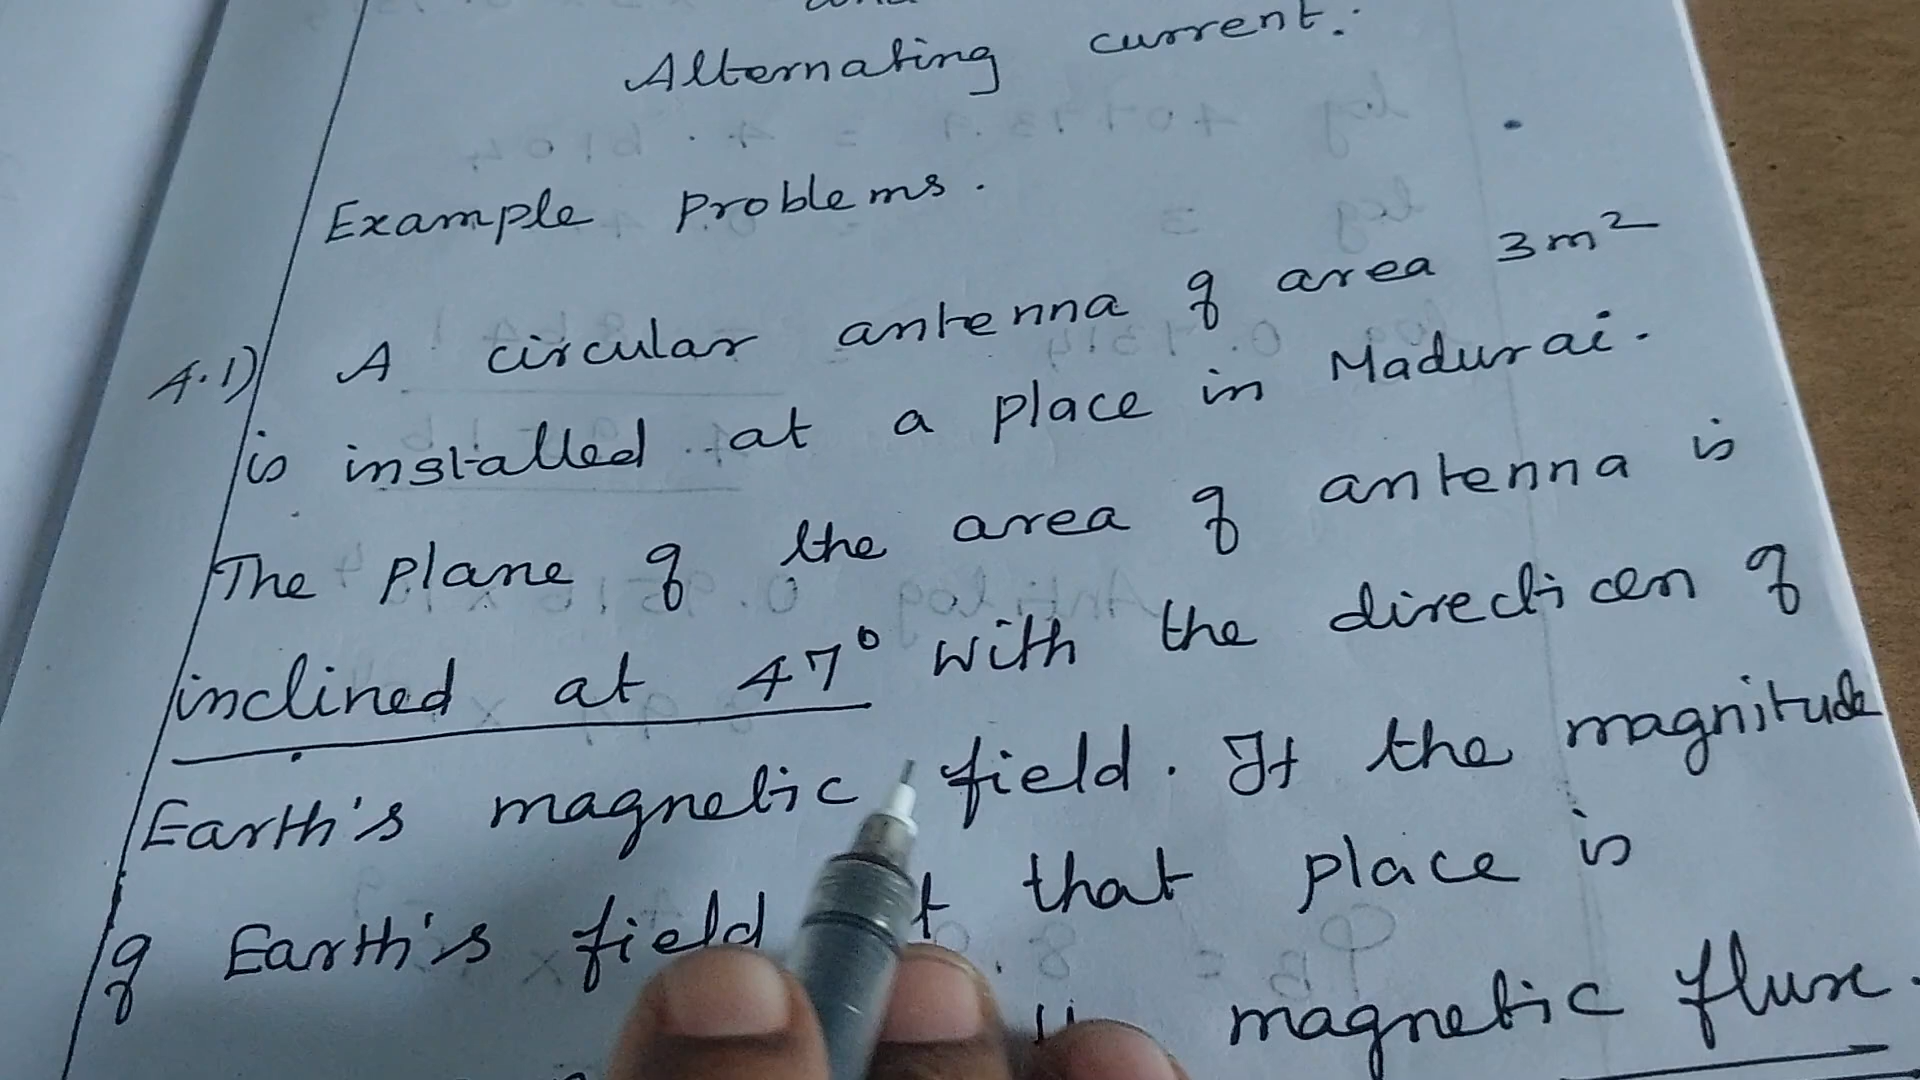 Alternating current.
Example Problems.
4.1) A circular antenna of area 3m²
is installed at a place in Madurai.
The plane of the area of antenna is
inclined at 47° with the direction of
Earth's magnetic field. If the magnitude
of Earth's field that place is
magnetic flux.